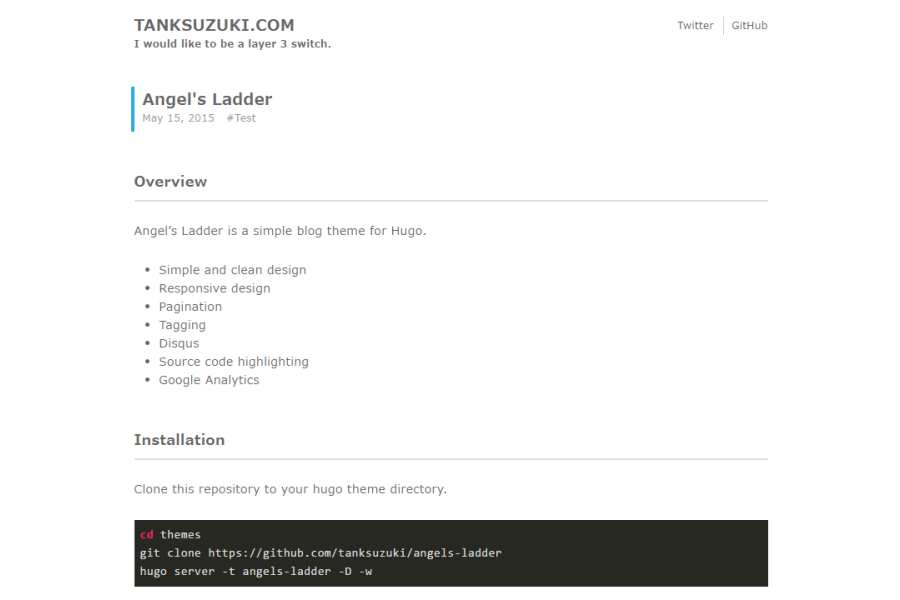 TANKSUZUKI.COM
I would like to be a layer 3 switch.
Twitter
GitHub
Angel's Ladder
May 15, 2015 #Test
Overview
Angel’s Ladder is a simple blog theme for Hugo.
Simple and clean design
Responsive design
Pagination
Tagging
Disqus
Source code highlighting
Google Analytics
Installation
Clone this repository to your hugo theme directory.
cd themes
git clone https://github.com/tanksuzuki/angels-ladder
hugo server -t angels-ladder -D -w